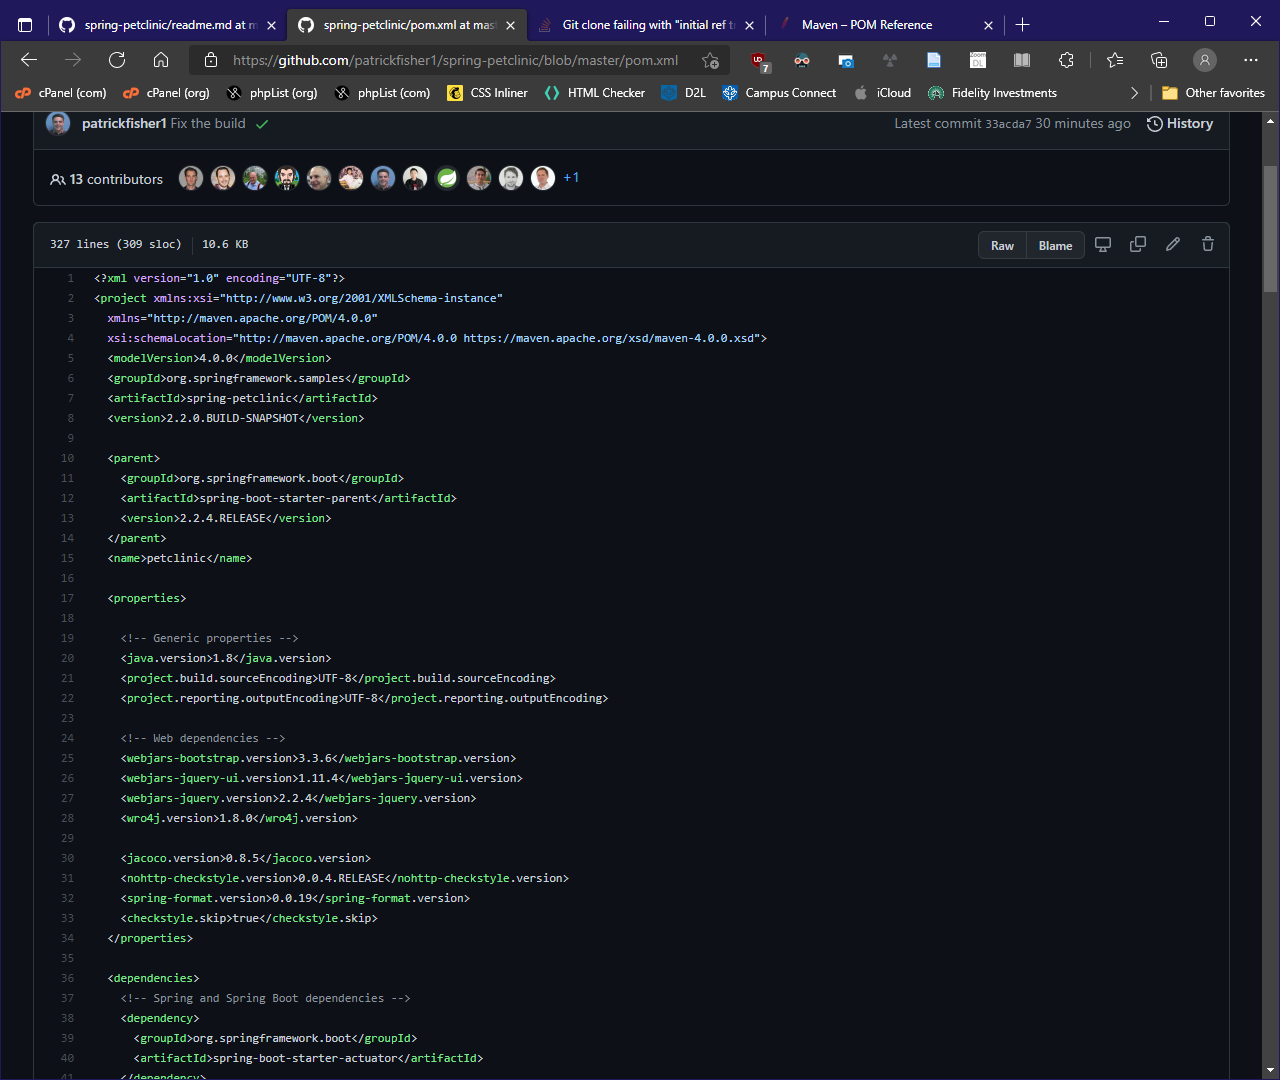 spring-petclinic/readme.md at m
spring-petclinic/pom.xml at mas
Git clone failing with "initial ref tr
Maven – POM Reference
https://github.com/patrickfisher1/spring-petclinic/blob/master/pom.xml
7
cPanel (com)
cPanel (org)
phpList (org)
phpList (com)
CSS Inliner
HTML Checker
D2L
Campus Connect
iCloud
Fidelity Investments
Other favorites
patrickfisher1 Fix the build
Latest commit 33acda7 30 minutes ago
History
13 contributors
+1
327 lines (309 sloc)
10.6 KB
Raw
Blame
1 <?xml version="1.0" encoding="UTF-8"?>
2 <project xmlns:xsi="http://www.w3.org/2001/XMLSchema-instance"
3 xmlns="http://maven.apache.org/POM/4.0.0"
4 xsi:schemaLocation="http://maven.apache.org/POM/4.0.0 https://maven.apache.org/xsd/maven-4.0.0.xsd">
5 <modelVersion>4.0.0</modelVersion>
6 <groupId>org.springframework.samples</groupId>
7 <artifactId>spring-petclinic</artifactId>
8 <version>2.2.0.BUILD-SNAPSHOT</version>
9
10 <parent>
11 <groupId>org.springframework.boot</groupId>
12 <artifactId>spring-boot-starter-parent</artifactId>
13 <version>2.2.4.RELEASE</version>
14 </parent>
15 <name>petclinic</name>
16
17 <properties>
18
19 <!-- Generic properties -->
20 <java.version>1.8</java.version>
21 <project.build.sourceEncoding>UTF-8</project.build.sourceEncoding>
22 <project.reporting.outputEncoding>UTF-8</project.reporting.outputEncoding>
23
24 <!-- Web dependencies -->
25 <webjars-bootstrap.version>3.3.6</webjars-bootstrap.version>
26 <webjars-jquery-ui.version>1.11.4</webjars-jquery-ui.version>
27 <webjars-jquery.version>2.2.4</webjars-jquery.version>
28 <wro4j.version>1.8.0</wro4j.version>
29
30 <jacoco.version>0.8.5</jacoco.version>
31 <nohttp-checkstyle.version>0.0.4.RELEASE</nohttp-checkstyle.version>
32 <spring-format.version>0.0.19</spring-format.version>
33 <checkstyle.skip>true</checkstyle.skip>
34 </properties>
35
36 <dependencies>
37 <!-- Spring and Spring Boot dependencies -->
38 <dependency>
39 <groupId>org.springframework.boot</groupId>
40 <artifactId>spring-boot-starter-actuator</artifactId>
41 </dependency>